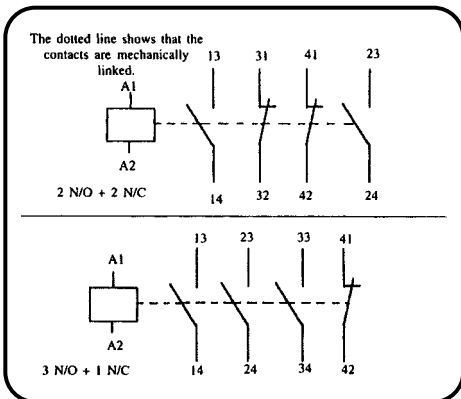 The dotted line shows that the
contacts are mechanically
linked.
13 31 41 23
A1
A2
14 32 42 24
2 N/O + 2 N/C
13 23 33 41
A1
A2
14 24 34 42
3 N/O + 1 N/C